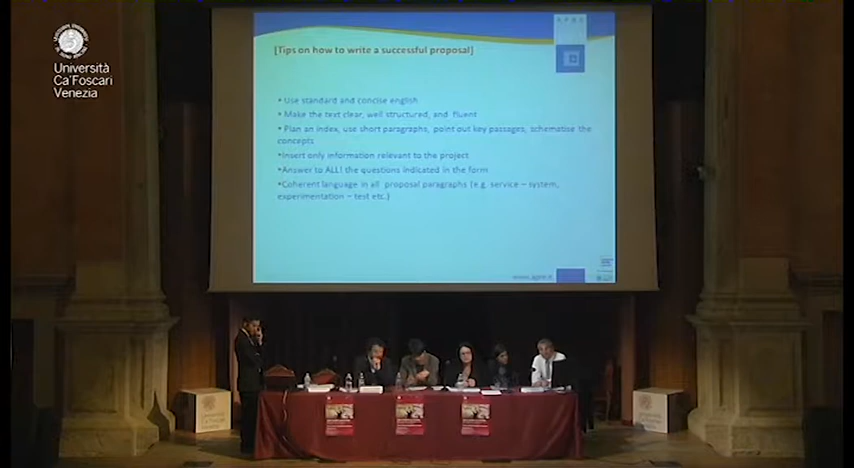 Università
Ca'Foscari
Venezia
[Tips on how to write a successful proposal]
• Use standard and concise english
• Make the text clear, well structured, and fluent
• Plan an index, use short paragraphs, point out key passages, schematise the
concepts
•Insert only information relevant to the project
•Answer to ALL! the questions indicated in the form
•Coherent language in all proposal paragraphs (e.g. service – system,
experimentation – test etc.)